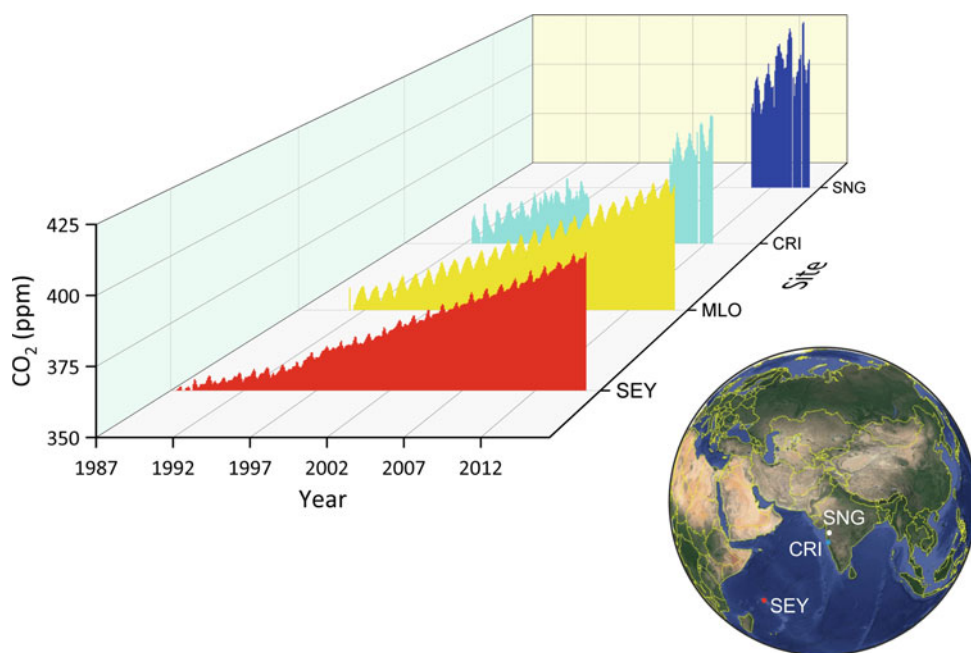 425
400
375
350
CO2 (ppm)
1987 1992 1997 2002 2007 2012
Year
SNG
CRI
MLO
SEY
Site
SNG
CRI
SEY